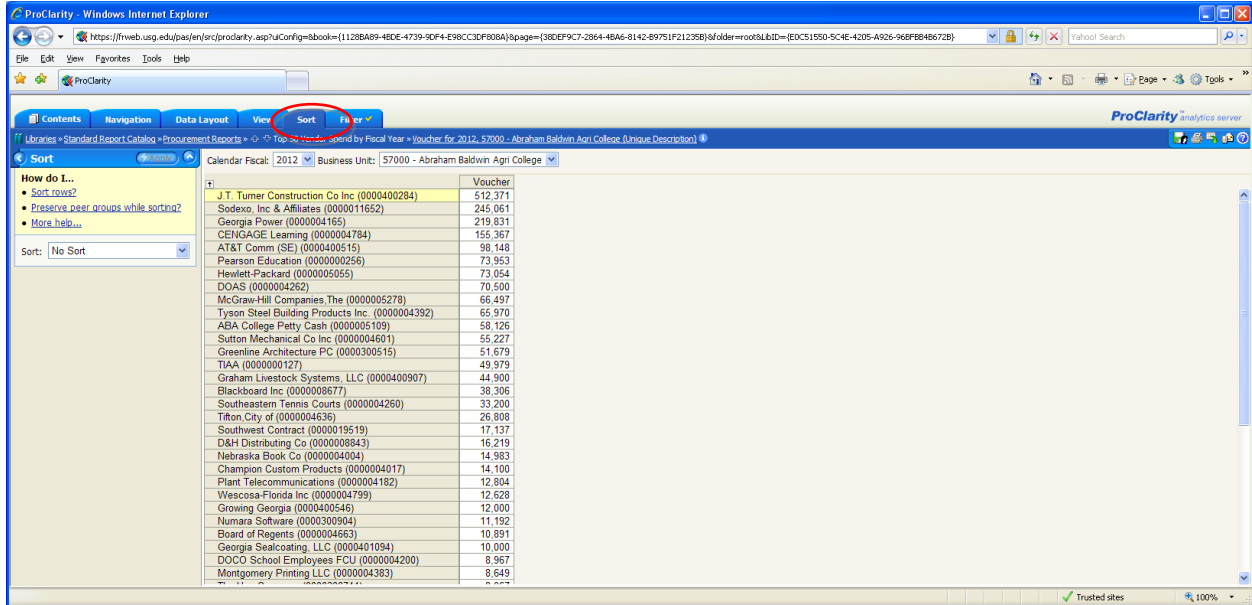 ProClarity - Windows Internet Explorer
https://frweb.usg.edu/pas/en/src/proclarity.asp?uiConfig=&book={1128BA89-4BDE-4739-9DF4-E98CC3DF808A}&page={38DEF9C7-2864-4BA6-8142-B9751F21235B}&folder=root&LibID={E0C51550-5C4E-4205-A926-96BFBB4B672B}
Yahoo! Search
File Edit View Favorites Tools Help
ProClarity
Page Tools
Contents Navigation Data Layout View Sort Filter
ProClarity™ analytics server
Libraries » Standard Report Catalog » Procurement Reports » Top 50 Vendor Spend by Fiscal Year » Voucher for 2012, 57000 - Abraham Baldwin Agri College (Unique Description)
Sort Apply
Calendar Fiscal: 2012 Business Unit: 57000 - Abraham Baldwin Agri College
How do I...
Sort rows?
Preserve peer groups while sorting?
More help...
Sort: No Sort
Voucher
J.T. Turner Construction Co Inc (0000400284) 512,371
Sodexo, Inc & Affiliates (0000011652) 245,061
Georgia Power (0000004165) 219,831
CENGAGE Learning (0000004784) 155,367
AT&T Comm (SE) (0000400515) 98,148
Pearson Education (0000000256) 73,953
Hewlett-Packard (0000005055) 73,054
DOAS (0000004262) 70,500
McGraw-Hill Companies,The (0000005278) 66,497
Tyson Steel Building Products Inc. (0000004392) 65,970
ABA College Petty Cash (0000005109) 58,126
Sutton Mechanical Co Inc (0000004601) 55,227
Greenline Architecture PC (0000300515) 51,679
TIAA (0000000127) 49,979
Graham Livestock Systems, LLC (0000400907) 44,900
Blackboard Inc (0000008677) 38,306
Southeastern Tennis Courts (0000004260) 33,200
Tifton,City of (0000004636) 26,808
Southwest Contract (0000019519) 17,137
D&H Distributing Co (0000008843) 16,219
Nebraska Book Co (0000004004) 14,983
Champion Custom Products (0000004017) 14,100
Plant Telecommunications (0000004182) 12,804
Wescosa-Florida Inc (0000004799) 12,628
Growing Georgia (0000400546) 12,000
Numara Software (0000300904) 11,192
Board of Regents (0000004663) 10,891
Georgia Sealcoating, LLC (0000401094) 10,000
DOCO School Employees FCU (0000004200) 8,967
Montgomery Printing LLC (0000004383) 8,649
Trusted sites 100%